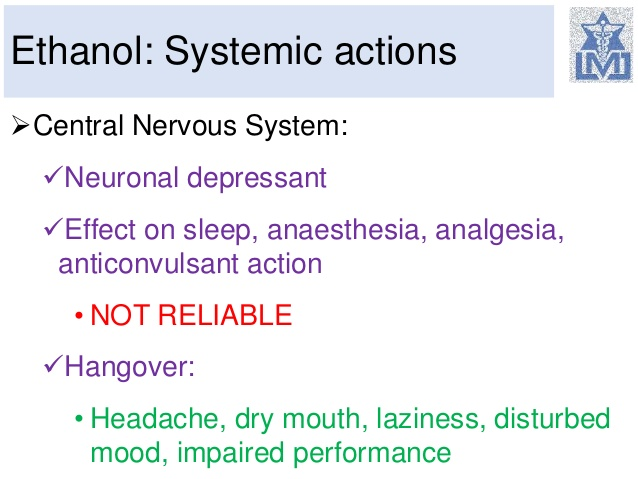 Ethanol: Systemic actions
LMJ
➢Central Nervous System:
✓Neuronal depressant
✓Effect on sleep, anaesthesia, analgesia,
anticonvulsant action
• NOT RELIABLE
✓Hangover:
• Headache, dry mouth, laziness, disturbed
mood, impaired performance